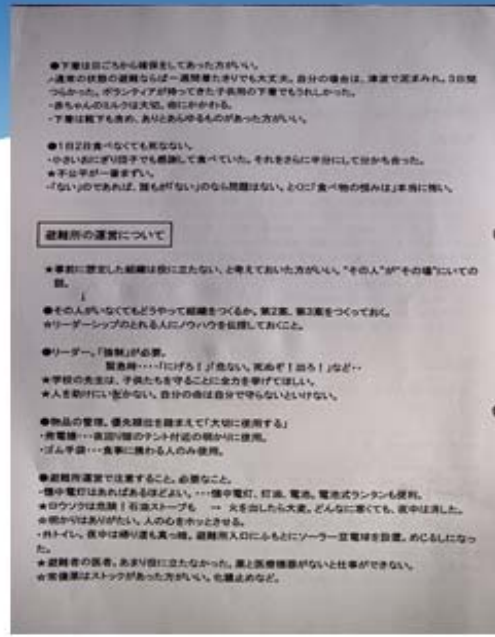 ●下着は日ごろから確保をしてあった方がいい。
・通常の状態の避難ならば一週間着たきりでも大丈夫。自分の場合は、津波で泥まみれ。3日間
つらかった。ボランティアが持ってきた子供用の下着でもうれしかった。
・赤ちゃんのミルクは大切。命にかかわる。
・下着は靴下も含め、ありとあらゆるものがあった方がいい。
●1日2日食べなくても死なない。
・小さいおにぎり団子でも感謝して食べていた。それをさらに半分にして分かち合った。
★不公平が一番まずい。
・「ない」のであれば、誰もが「ない」のなら問題はない。とくに「食べ物の恨みは」本当に怖い。
避難所の運営について
★事前に想定した組織は役に立たない、と考えておいた方がいい。“その人”が“その場”にいての
話。
↓
●その人がいなくてもどうやって組織をつくるか。第2案、第3案をつくっておく。
☆リーダーシップのとれる人にノウハウを伝授しておくこと。
●リーダー。「強制」が必要。
緊急時・・・・「にげろ！」「危ない。死ぬぞ！出ろ！」など・・
★学校の先生は、子供たちを守ることに全力を挙げてほしい。
★人を助けにいかない。自分の命は自分で守らないといけない。
●物品の管理。優先順位を踏まえて「大切に使用する」
・発電機・・・夜回り隊のテント付近の明かりに使用。
・ゴム手袋・・・食事に携わる人のみ使用。
●避難所運営で注意すること。必要なこと。
・懐中電灯はあればあるほどよい。・・・懐中電灯、灯油、電池。電池式ランタンも便利。
★ロウソクは危険！石油ストーブも → 火を出したら大変。どんなに寒くても、夜中は消した。
☆明かりはありがたい。人の心をホッとさせる。
・外トイレ。夜中は帰り道も真っ暗。避難所入口にふもとにソーラー豆電球を設置。めじるしになっ
た。
★避難者の医者。あまり役に立たなかった。薬と医療機器がないと仕事ができない。
☆常備薬はストックがあった方がいい。化膿止めなど。